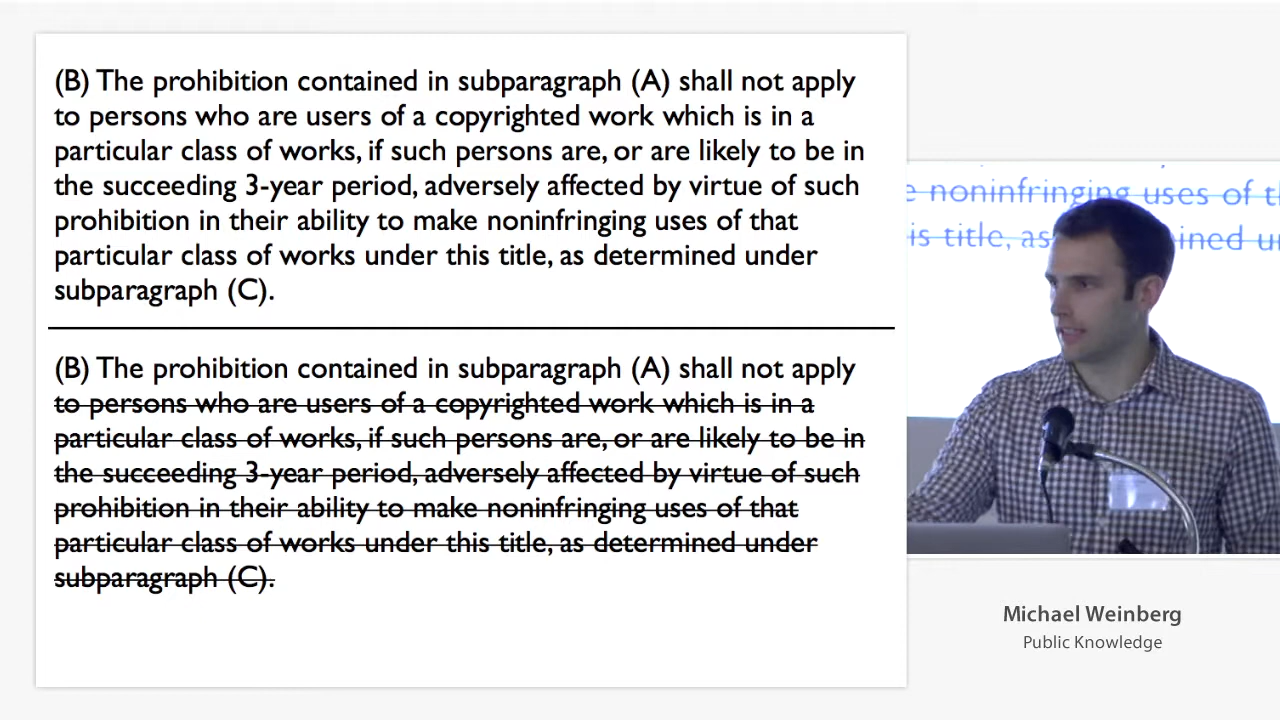 (B) The prohibition contained in subparagraph (A) shall not apply
to persons who are users of a copyrighted work which is in a
particular class of works, if such persons are, or are likely to be in
the succeeding 3-year period, adversely affected by virtue of such
prohibition in their ability to make noninfringing uses of that
particular class of works under this title, as determined under
subparagraph (C).
(B) The prohibition contained in subparagraph (A) shall not apply
to persons who are users of a copyrighted work which is in a
particular class of works, if such persons are, or are likely to be in
the succeeding 3-year period, adversely affected by virtue of such
prohibition in their ability to make noninfringing uses of that
particular class of works under this title, as determined under
subparagraph (C).
noninfringing uses of
title, as
Michael Weinberg
Public Knowledge